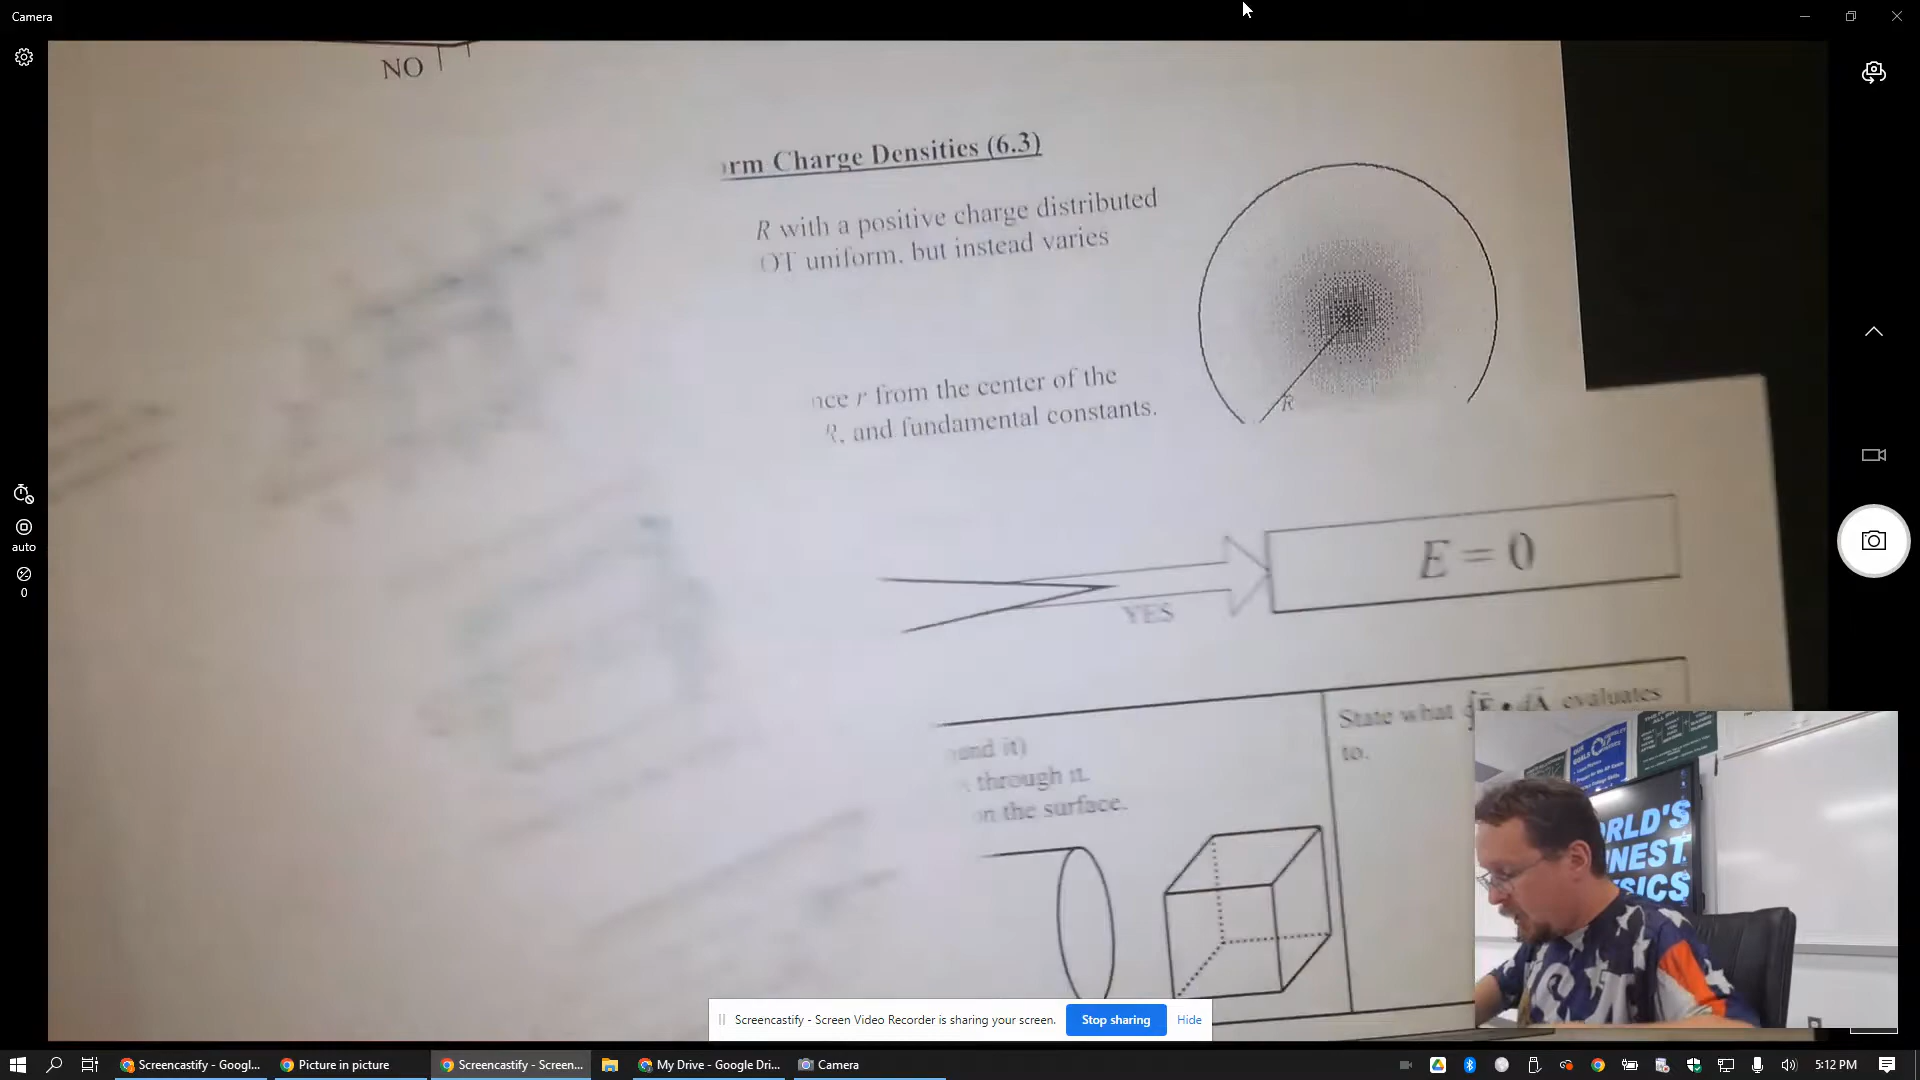 Camera
NO
rm Charge Densities (6.3)
R with a positive charge distributed
OT uniform, but instead varies
nce r from the center of the
R, and fundamental constants.
R
E = 0
YES
und it)
through it.
on the surface.
State what ∮E • dA evaluates
to.
auto
0
RLD'S
NEST
SICS
Screencastify - Screen Video Recorder is sharing your screen.
Stop sharing
Hide
Screencastify - Googl...
Picture in picture
Screencastify - Screen...
My Drive - Google Dri...
Camera
5:12 PM